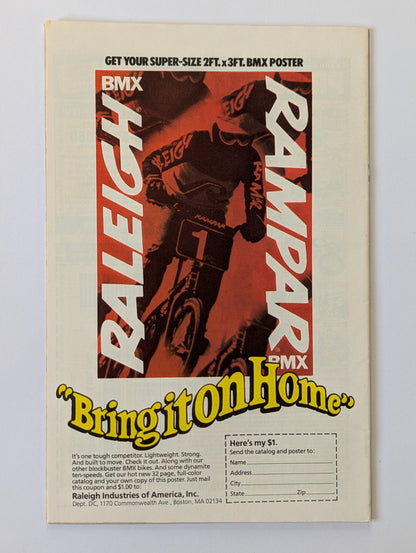 GET YOUR SUPER-SIZE 2FT. x 3FT. BMX POSTER
BMX
RALEIGH
RAMPAR
BMX
RALEIGH
RAMPAR
1
"Bring it on Home"
It's one tough competitor. Lightweight. Strong.
And built to move. Check it out. Along with our
other blockbuster BMX bikes. And some dynamite
ten-speeds. Get our hot new 32 page, full-color
catalog and your own copy of this poster. Just mail
this coupon and $1.00 to:
Raleigh Industries of America, Inc.
Dept. DC, 1170 Commonwealth Ave., Boston, MA 02134
Here's my $1.
Send the catalog and poster to:
Name
Address
City
State Zip